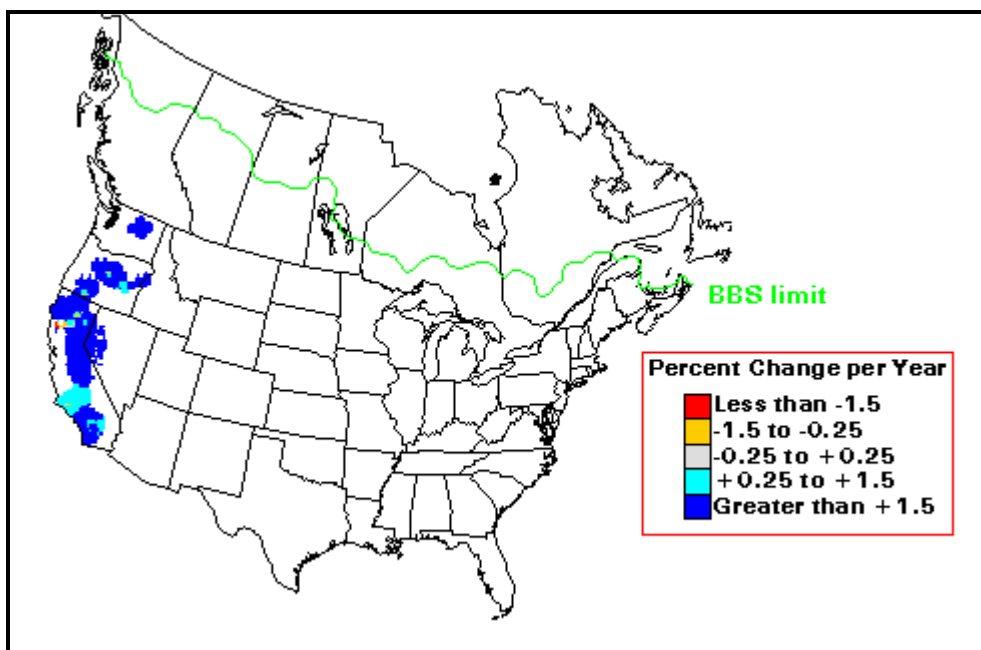 BBS limit
Percent Change per Year
Less than -1.5
-1.5 to -0.25
-0.25 to +0.25
+0.25 to +1.5
Greater than +1.5